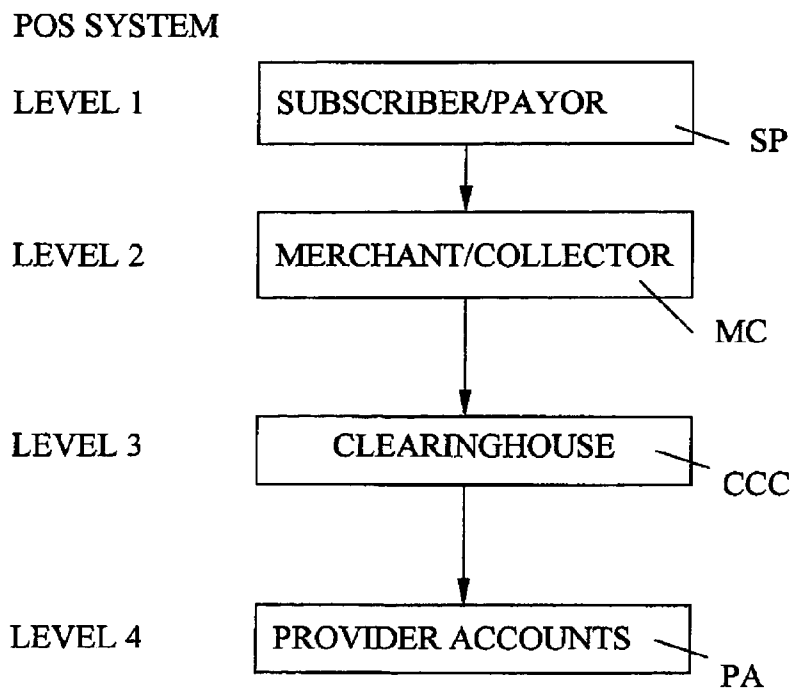 POS SYSTEM
LEVEL 1
SUBSCRIBER/PAYOR
SP
LEVEL 2
MERCHANT/COLLECTOR
MC
LEVEL 3
CLEARINGHOUSE
CCC
LEVEL 4
PROVIDER ACCOUNTS
PA